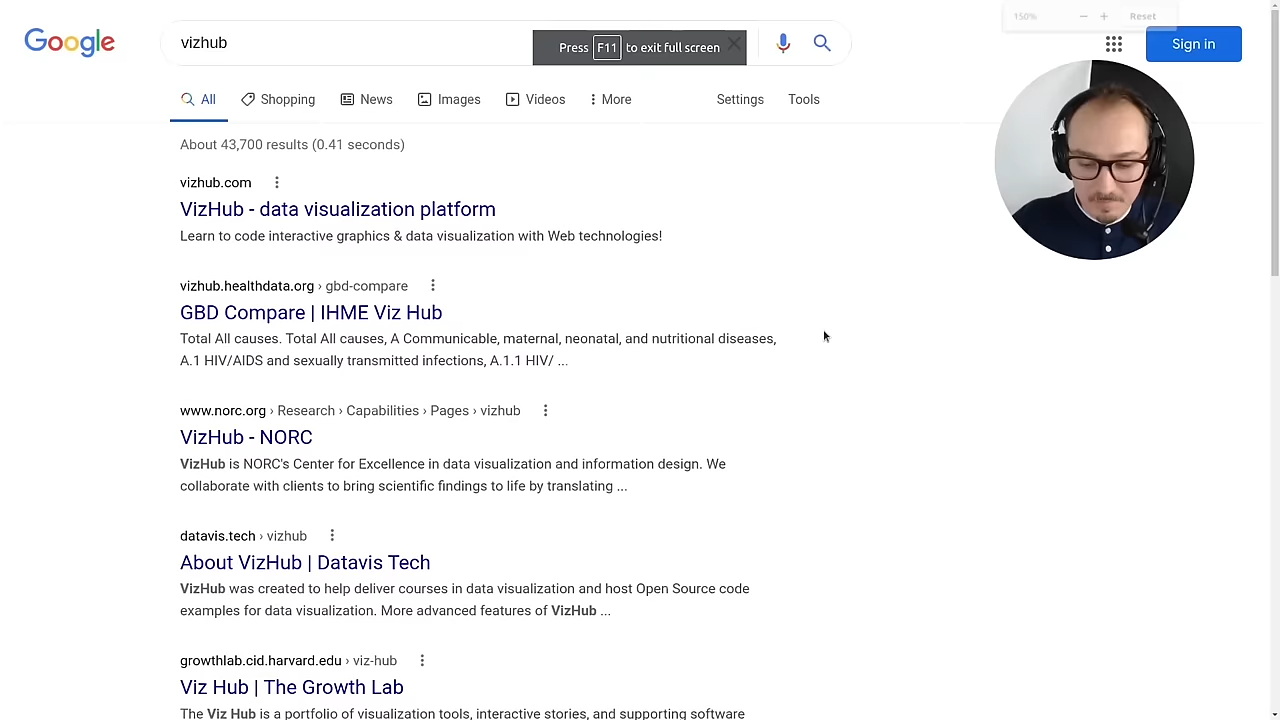 150% Reset
Google vizhub Press F11 to exit full screen Sign in
All Shopping News Images Videos More Settings Tools
About 43,700 results (0.41 seconds)
vizhub.com
VizHub - data visualization platform
Learn to code interactive graphics & data visualization with Web technologies!
vizhub.healthdata.org › gbd-compare
GBD Compare | IHME Viz Hub
Total All causes. Total All causes, A Communicable, maternal, neonatal, and nutritional diseases,
A.1 HIV/AIDS and sexually transmitted infections, A.1.1 HIV/ ...
www.norc.org › Research › Capabilities › Pages › vizhub
VizHub - NORC
VizHub is NORC's Center for Excellence in data visualization and information design. We
collaborate with clients to bring scientific findings to life by translating ...
datavis.tech › vizhub
About VizHub | Datavis Tech
VizHub was created to help deliver courses in data visualization and host Open Source code
examples for data visualization. More advanced features of VizHub ...
growthlab.cid.harvard.edu › viz-hub
Viz Hub | The Growth Lab
The Viz Hub is a portfolio of visualization tools, interactive stories, and supporting software